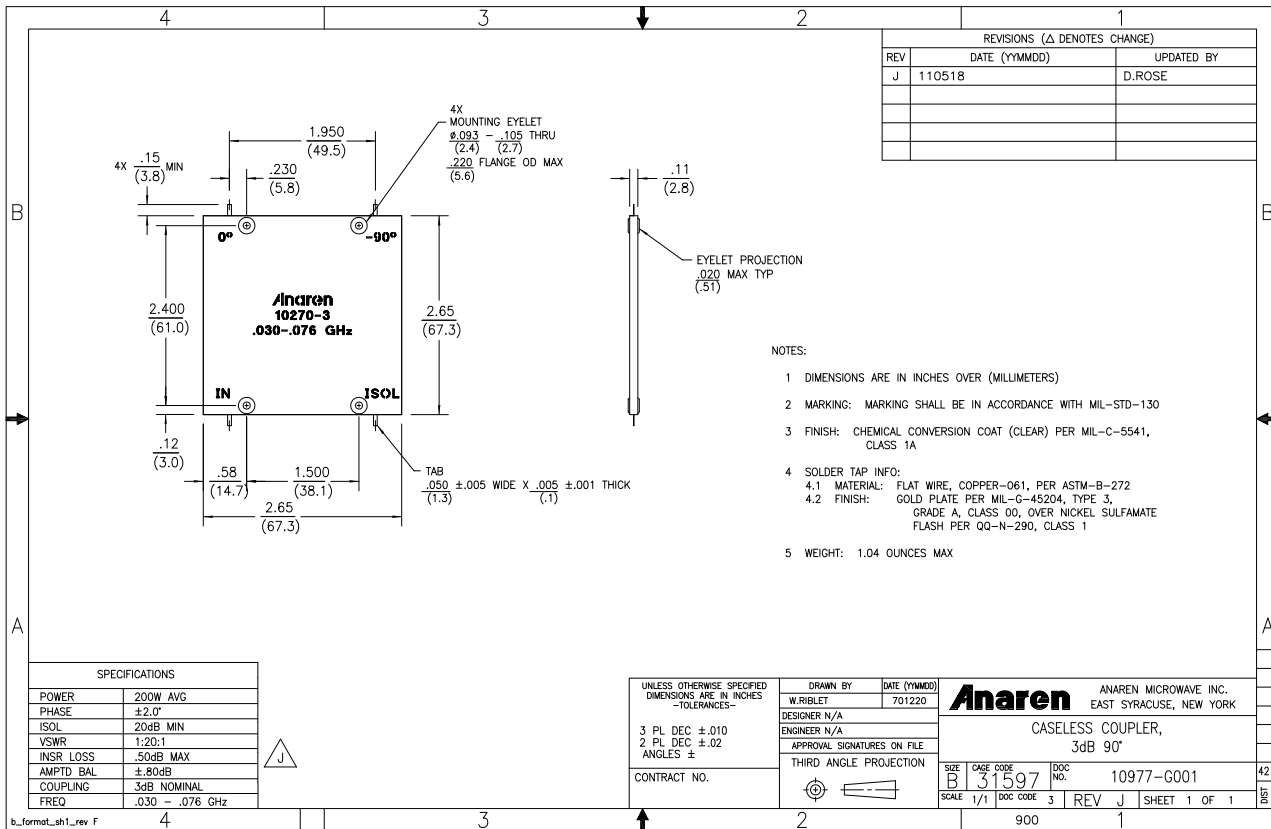 4 3 2 1
REVISIONS (△ DENOTES CHANGE)
REV DATE (YYMMDD) UPDATED BY
J 110518 D.ROSE
4X
MOUNTING EYELET
ø.093 – .105 THRU
(2.4) (2.7)
.220 FLANGE OD MAX
(5.6)
1.950
(49.5)
4X .15 MIN
(3.8)
.230
(5.8)
.11
(2.8)
B
B
0° -90°
EYELET PROJECTION
.020 MAX TYP
(.51)
2.400
(61.0)
Anaren
10270-3
.030-.076 GHz
2.65
(67.3)
IN ISOL
.12
(3.0)
.58
(14.7)
1.500
(38.1)
2.65
(67.3)
TAB
.050 ±.005 WIDE X .005 ±.001 THICK
(1.3) (.1)
NOTES:
1 DIMENSIONS ARE IN INCHES OVER (MILLIMETERS)
2 MARKING: MARKING SHALL BE IN ACCORDANCE WITH MIL-STD-130
3 FINISH: CHEMICAL CONVERSION COAT (CLEAR) PER MIL-C-5541,
CLASS 1A
4 SOLDER TAP INFO:
4.1 MATERIAL: FLAT WIRE, COPPER-061, PER ASTM-B-272
4.2 FINISH: GOLD PLATE PER MIL-G-45204, TYPE 3,
GRADE A, CLASS 00, OVER NICKEL SULFAMATE
FLASH PER QQ-N-290, CLASS 1
5 WEIGHT: 1.04 OUNCES MAX
A
A
SPECIFICATIONS
POWER 200W AVG
PHASE ±2.0°
ISOL 20dB MIN
VSWR 1:20:1
INSR LOSS .50dB MAX
AMPTD BAL ±.80dB
COUPLING 3dB NOMINAL
FREQ .030 - .076 GHz
J
UNLESS OTHERWISE SPECIFIED
DIMENSIONS ARE IN INCHES
-TOLERANCES-
3 PL DEC ±.010
2 PL DEC ±.02
ANGLES ±
CONTRACT NO.
DRAWN BY DATE (YYMMDD)
W.RIBLET 701220
DESIGNER N/A
ENGINEER N/A
APPROVAL SIGNATURES ON FILE
THIRD ANGLE PROJECTION
Anaren
ANAREN MICROWAVE INC.
EAST SYRACUSE, NEW YORK
CASELESS COUPLER,
3dB 90°
SIZE B CAGE CODE 31597 DOC NO. 10977-G001
SCALE 1/1 DOC CODE 3 REV J SHEET 1 OF 1
42
DIST
b_format_sh1_rev F
4 3 2 900 1